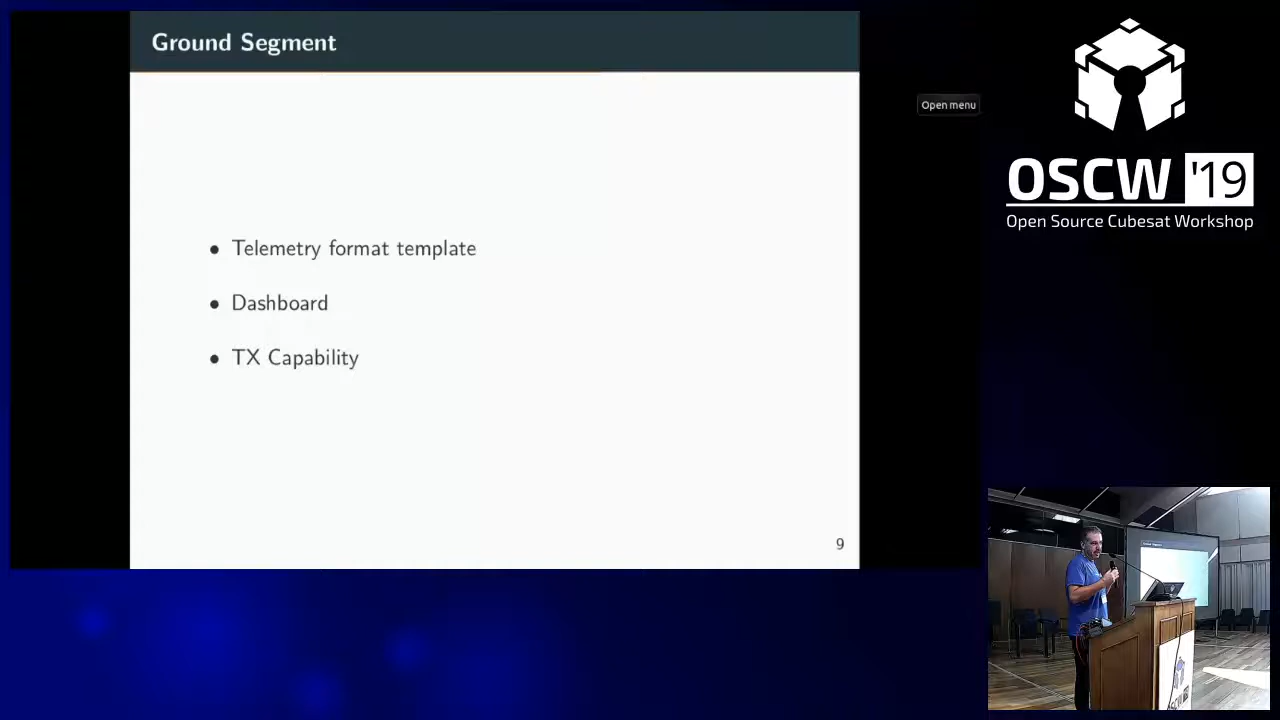 Ground Segment
Open menu
• Telemetry format template
• Dashboard
• TX Capability
9
OSCW '19
Open Source Cubesat Workshop